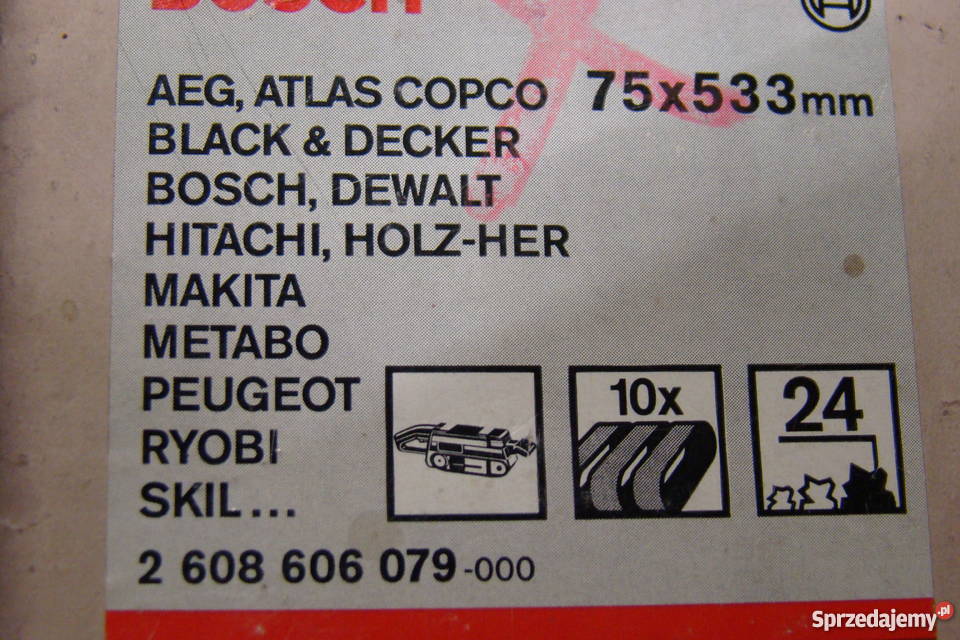 BOSCH
AEG, ATLAS COPCO 75x533mm
BLACK & DECKER
BOSCH, DEWALT
HITACHI, HOLZ-HER
MAKITA
METABO
PEUGEOT
RYOBI
SKIL...
10x
24
2 608 606 079-000
Sprzedajemy.pl